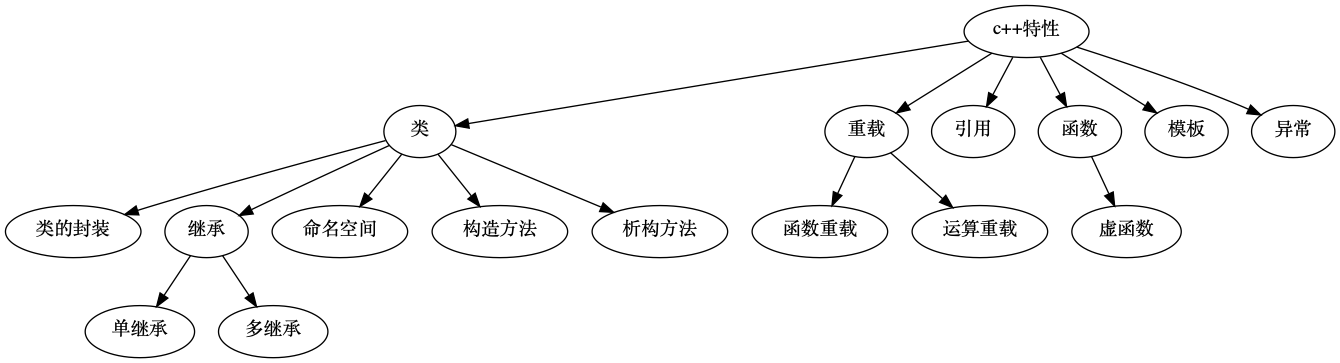 c++特性
类
重载
引用
函数
模板
异常
类的封装
继承
命名空间
构造方法
析构方法
函数重载
运算重载
虚函数
单继承
多继承